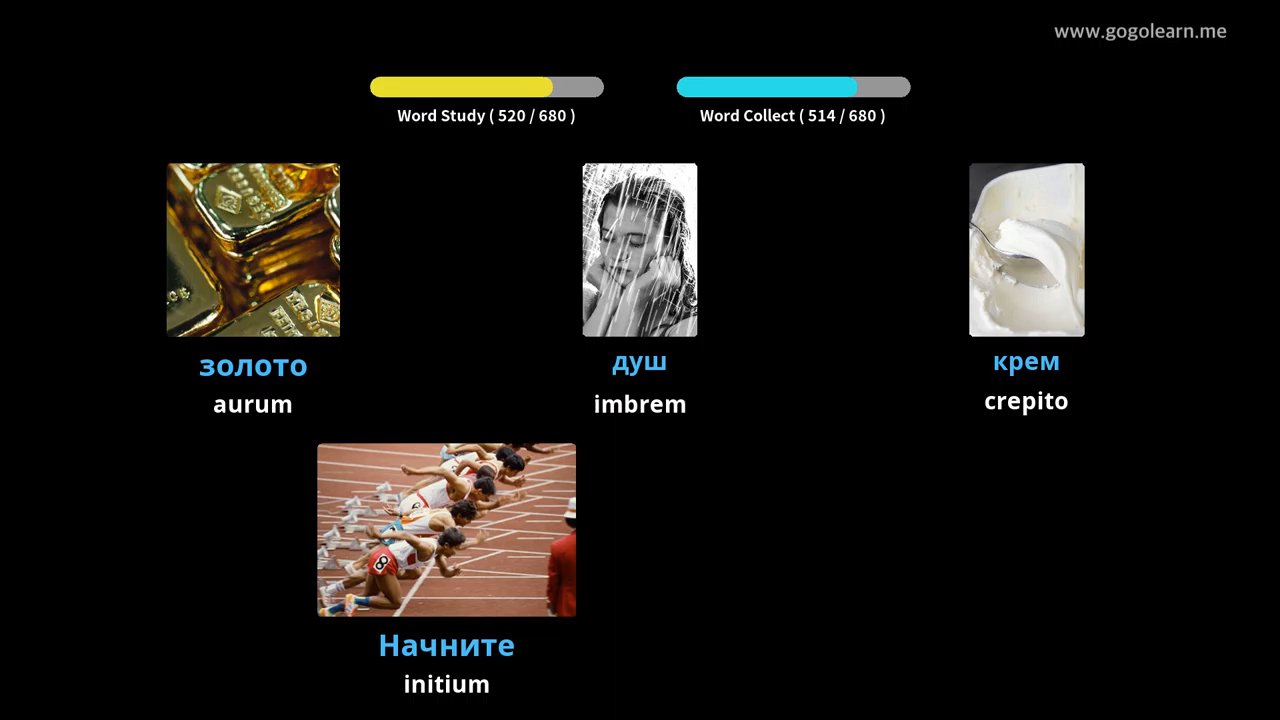 www.gogolearn.me
Word Study ( 520 / 680 )
Word Collect ( 514 / 680 )
золото
душ
крем
aurum
imbrem
crepito
Начните
initium